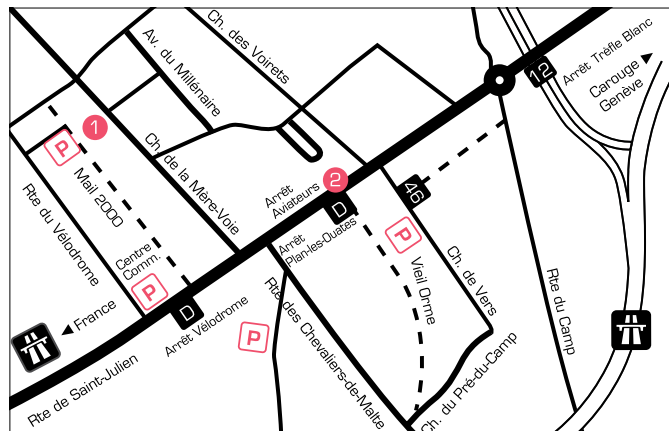 Av. du Millénaire
Ch. des Voirets
12
Arrêt Trèfle Blanc
Carouge
Genève
1
P
Mail 2000
Ch. de la Mère-Voie
Arrêt
Aviateurs
2
D
46
Rte du Vélodrome
Centre
Comm.
P
Arrêt
Plan-les-Ouates
P
Vieil Orme
Ch. de Vers
Rte du Camp
France
D
Arrêt Vélodrome
P
Rte des Chevaliers-de-Malte
Ch. du Pré-du-Camp
Rte de Saint-Julien